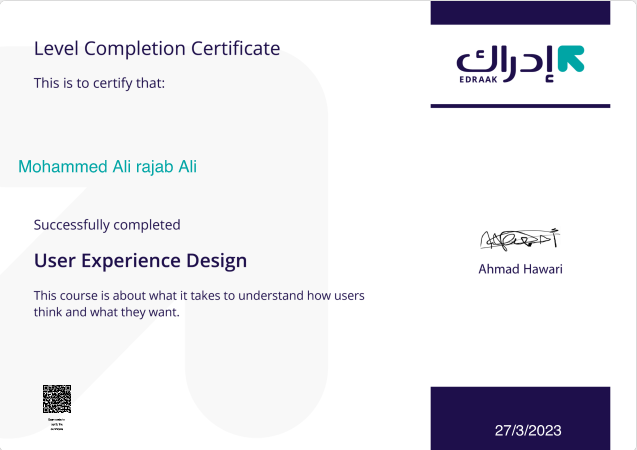 Level Completion Certificate
This is to certify that:
Mohammed Ali rajab Ali
Successfully completed
User Experience Design
This course is about what it takes to understand how users
think and what they want.
إدراك
EDRAAK
Ahmad Hawari
27/3/2023